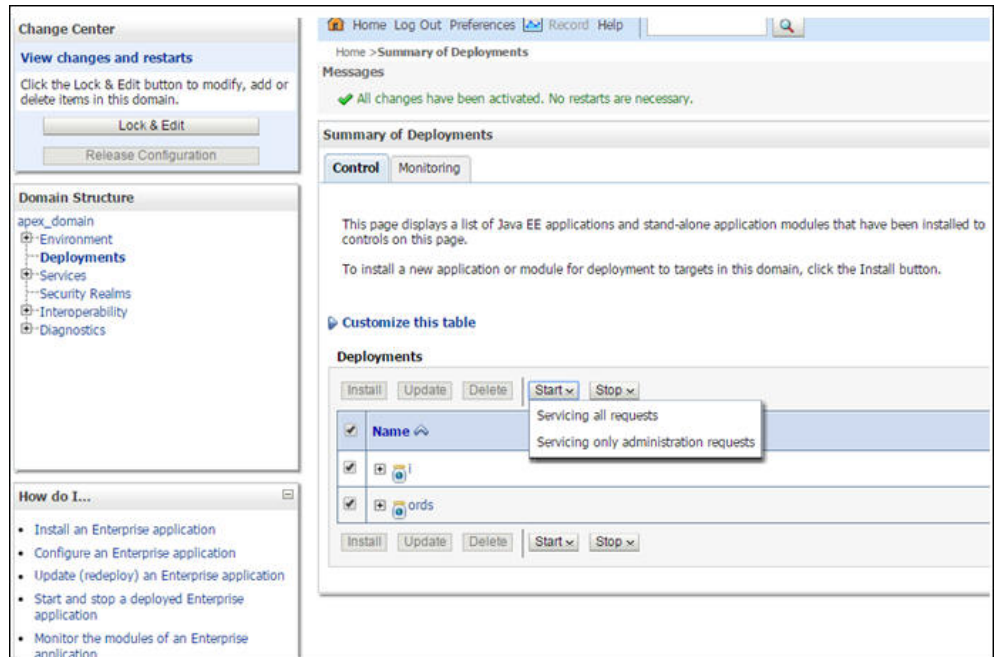 Change Center
View changes and restarts
Click the Lock & Edit button to modify, add or
delete items in this domain.
Lock & Edit
Release Configuration
Domain Structure
apex_domain
Environment
Deployments
Services
Security Realms
Interoperability
Diagnostics
How do I...
Install an Enterprise application
Configure an Enterprise application
Update (redeploy) an Enterprise application
Start and stop a deployed Enterprise
application
Monitor the modules of an Enterprise
application
Home Log Out Preferences Record Help
Home >Summary of Deployments
Messages
All changes have been activated. No restarts are necessary.
Summary of Deployments
Control Monitoring
This page displays a list of Java EE applications and stand-alone application modules that have been installed to
controls on this page.
To install a new application or module for deployment to targets in this domain, click the Install button.
Customize this table
Deployments
Install Update Delete Start Stop
Servicing all requests
Servicing only administration requests
Name
i
ords
Install Update Delete Start Stop